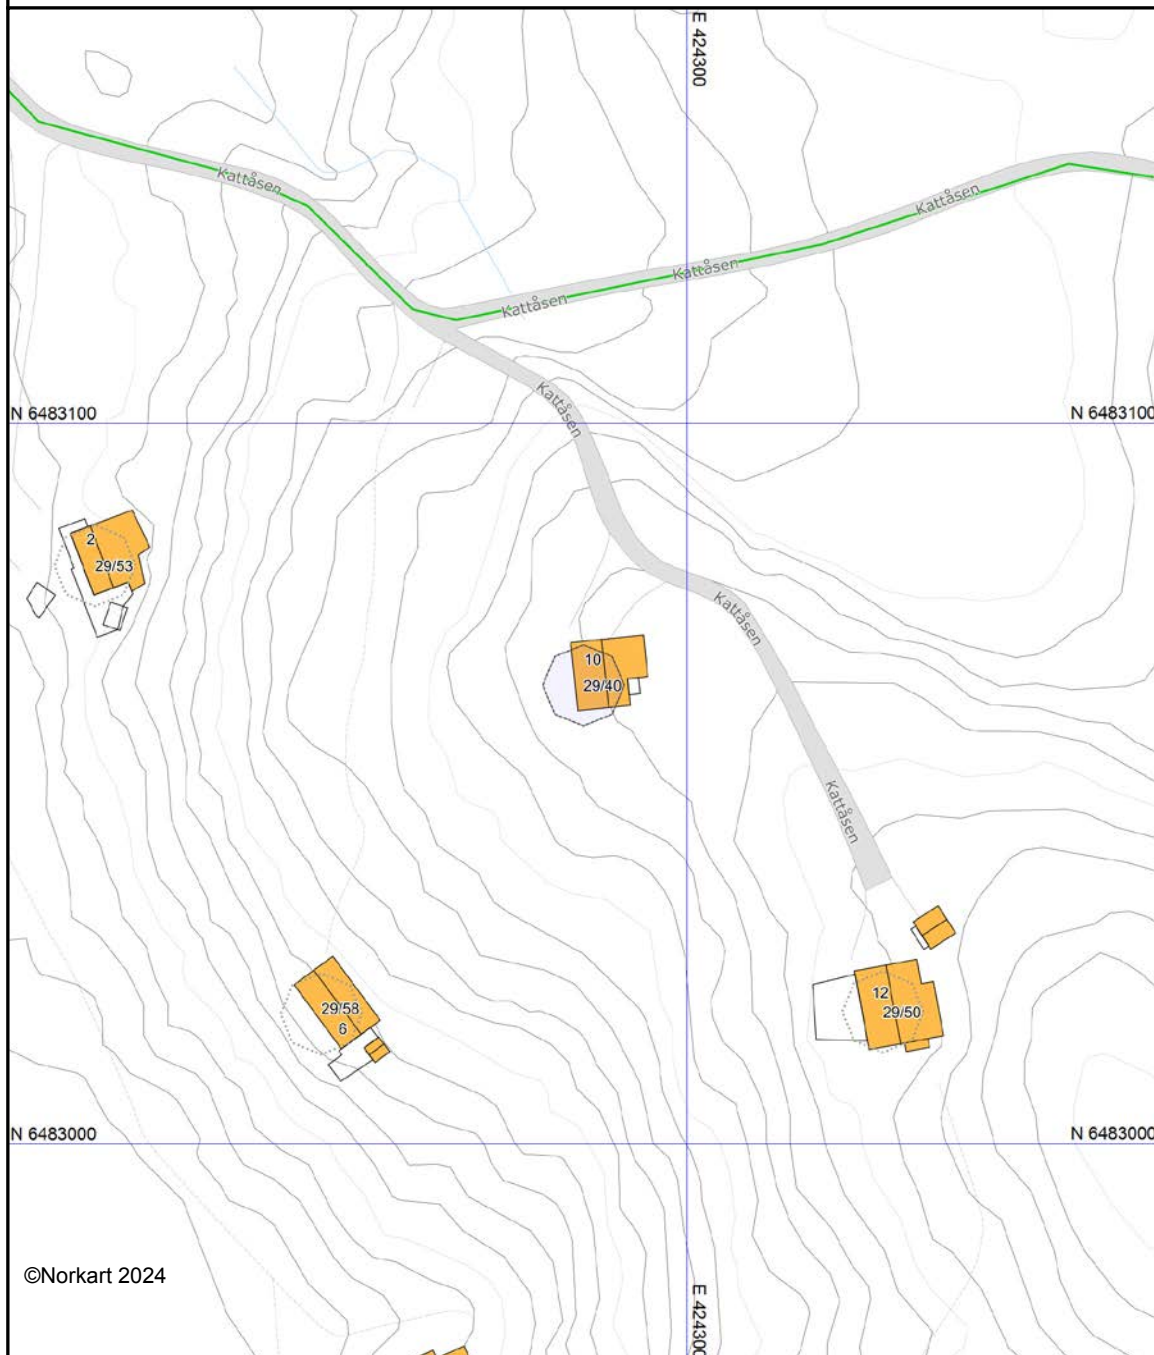 E 424300
Kattåsen
Kattåsen
Kattåsen
Kattåsen
Kattåsen
N 6483100
N 6483100
2
29/53
Kattåsen
10
29/40
Kattåsen
12
29/50
29/58
6
N 6483000
N 6483000
©Norkart 2024
E 424300